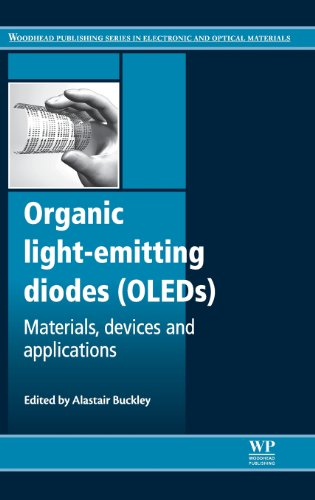 WOODHEAD PUBLISHING SERIES IN ELECTRONIC AND OPTICAL MATERIALS
Organic
light-emitting
diodes (OLEDs)
Materials, devices and
applications
Edited by Alastair Buckley
WP
WOODHEAD
PUBLISHING